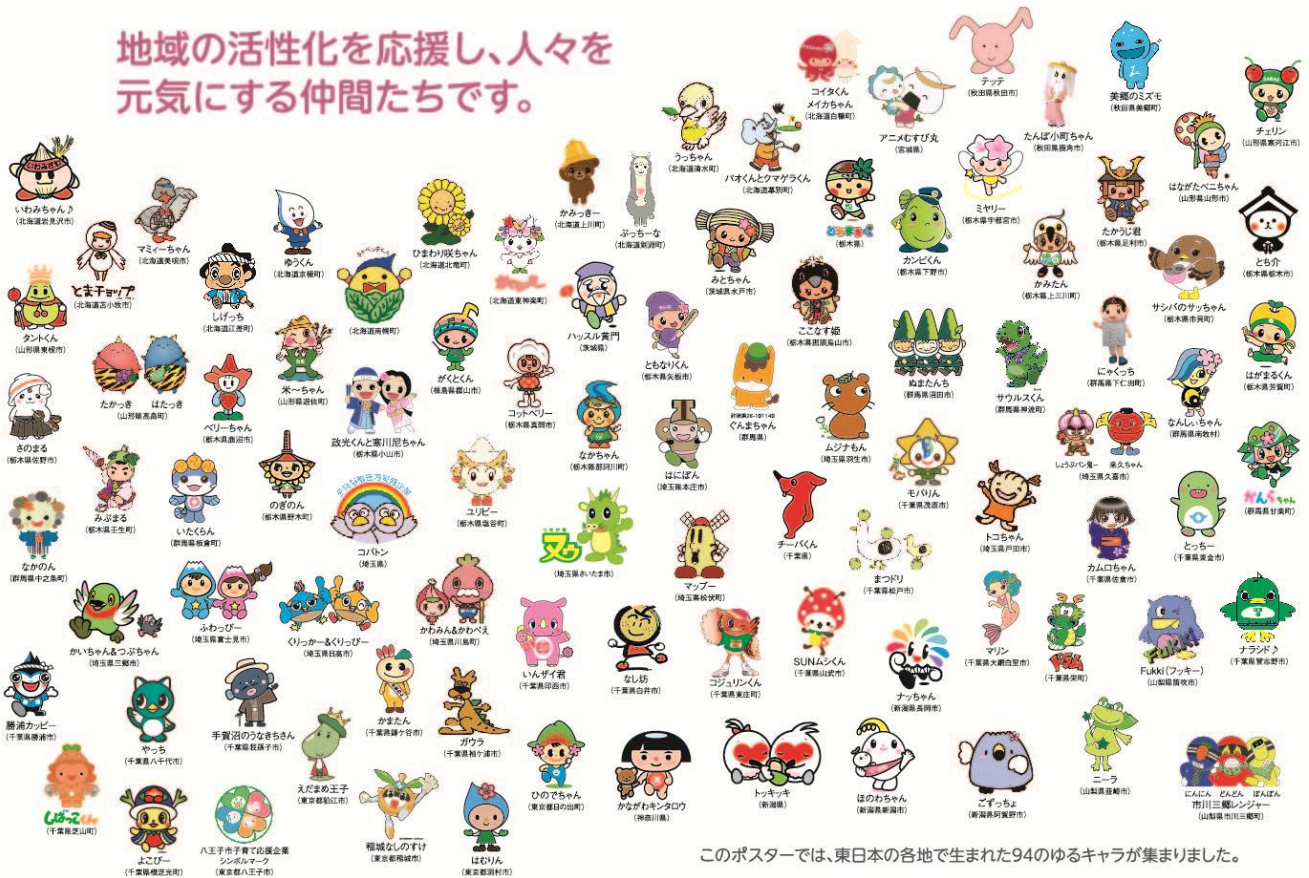 地域の活性化を応援し、人々を
元気にする仲間たちです。
コイタくん
メイカちゃん
(北海道白糠町)
アニメむすび丸
(宮城県)
テッテ
(秋田県秋田市)
たんぽ小町ちゃん
(秋田県鹿角市)
美郷のミズモ
(秋田県美郷町)
チェリン
(山形県寒河江市)
いわみざわ
いわみちゃん♪
(北海道岩見沢市)
とまチョップ
(北海道苫小牧市)
マミィーちゃん
(北海道美唄市)
しげっち
(北海道江差町)
ゆうくん
(北海道京極町)
(北海道南幌町)
ひまわり咲ちゃん
(北海道北竜町)
(北海道東神楽町)
かみっきー
(北海道上川町)
ぷっちーな
(北海道剣淵町)
うっちゃん
(北海道清水町)
パオくんとクマゲラくん
(北海道幕別町)
(栃木県)
カンピくん
(栃木県下野市)
ミヤリー
(栃木県宇都宮市)
かみたん
(栃木県上三川町)
たかうじ君
(栃木県足利市)
はながたベニちゃん
(山形県山形市)
サシバのサッちゃん
(栃木県市貝町)
とち介
(栃木県栃木市)
タントくん
(山形県東根市)
たかっき はたっき
(山形県高畠町)
ベリーちゃん
(栃木県鹿沼市)
米~ちゃん
(山形県遊佐町)
政光くんと寒川尼ちゃん
(栃木県小山市)
がくとくん
(福島県郡山市)
コットベリー
(栃木県真岡市)
ハッスル黄門
(茨城県)
なかちゃん
(栃木県那珂川町)
ともなりくん
(栃木県矢板市)
みとちゃん
(茨城県水戸市)
ここなす姫
(栃木県那須烏山市)
許諾第26-101140
ぐんまちゃん
(群馬県)
はにぽん
(埼玉県本庄市)
ムジナもん
(埼玉県羽生市)
ぬまたんち
(群馬県沼田市)
サウルスくん
(群馬県神流町)
にゃくっち
(群馬県下仁田町)
なんしぃちゃん
(群馬県南牧村)
はがまるくん
(栃木県芳賀町)
さのまる
(栃木県佐野市)
みぶまる
(栃木県壬生町)
いたくらん
(群馬県板倉町)
のぎのん
(栃木県野木町)
コバトン
(埼玉県)
ユリピー
(栃木県塩谷町)
ヌゥ
(埼玉県さいたま市)
マップー
(埼玉県松伏町)
チーバくん
(千葉県)
まつドリ
(千葉県松戸市)
モバりん
(千葉県茂原市)
トコちゃん
(埼玉県戸田市)
しょうぶパン鬼ー 来久ちゃん
(埼玉県久喜市)
カムロちゃん
(千葉県佐倉市)
とっちー
(千葉県東金市)
かんらちゃん
(群馬県甘楽町)
なかのん
(群馬県中之条町)
かいちゃん&つぶちゃん
(埼玉県三郷市)
ふわっぴー
(埼玉県富士見市)
くりっかー&くりっぴー
(埼玉県日高市)
かわみん&かわべえ
(埼玉県川島町)
いんザイ君
(千葉県印西市)
なし坊
(千葉県白井市)
コジュリンくん
(千葉県東庄町)
SUNムシくん
(千葉県山武市)
ナッちゃん
(新潟県長岡市)
マリン
(千葉県大網白里市)
ドラム
(千葉県栄町)
Fukki
Fukki(フッキー)
(山梨県笛吹市)
ナラシド♪
(千葉県習志野市)
勝浦カッピー
(千葉県勝浦市)
やっち
(千葉県八千代市)
手賀沼のうなきちさん
(千葉県我孫子市)
かまたん
(千葉県鎌ケ谷市)
ガウラ
(千葉県袖ケ浦市)
しばっこくん
(千葉県芝山町)
よこぴー
(千葉県横芝光町)
八王子市子育て応援企業
シンボルマーク
(東京都八王子市)
えだまめ王子
(東京都狛江市)
稲城なしのすけ
(東京都稲城市)
はむりん
(東京都羽村市)
ひのでちゃん
(東京都日の出町)
かながわキンタロウ
(神奈川県)
トッキッキ
(新潟県)
ほのわちゃん
(新潟県新潟市)
ごずっちょ
(新潟県阿賀野市)
ニーラ
(山梨県韮崎市)
にんにん どんどん ぽんぽん
市川三郷レンジャー
(山梨県市川三郷町)
このポスターでは、東日本の各地で生まれた94のゆるキャラが集まりました。